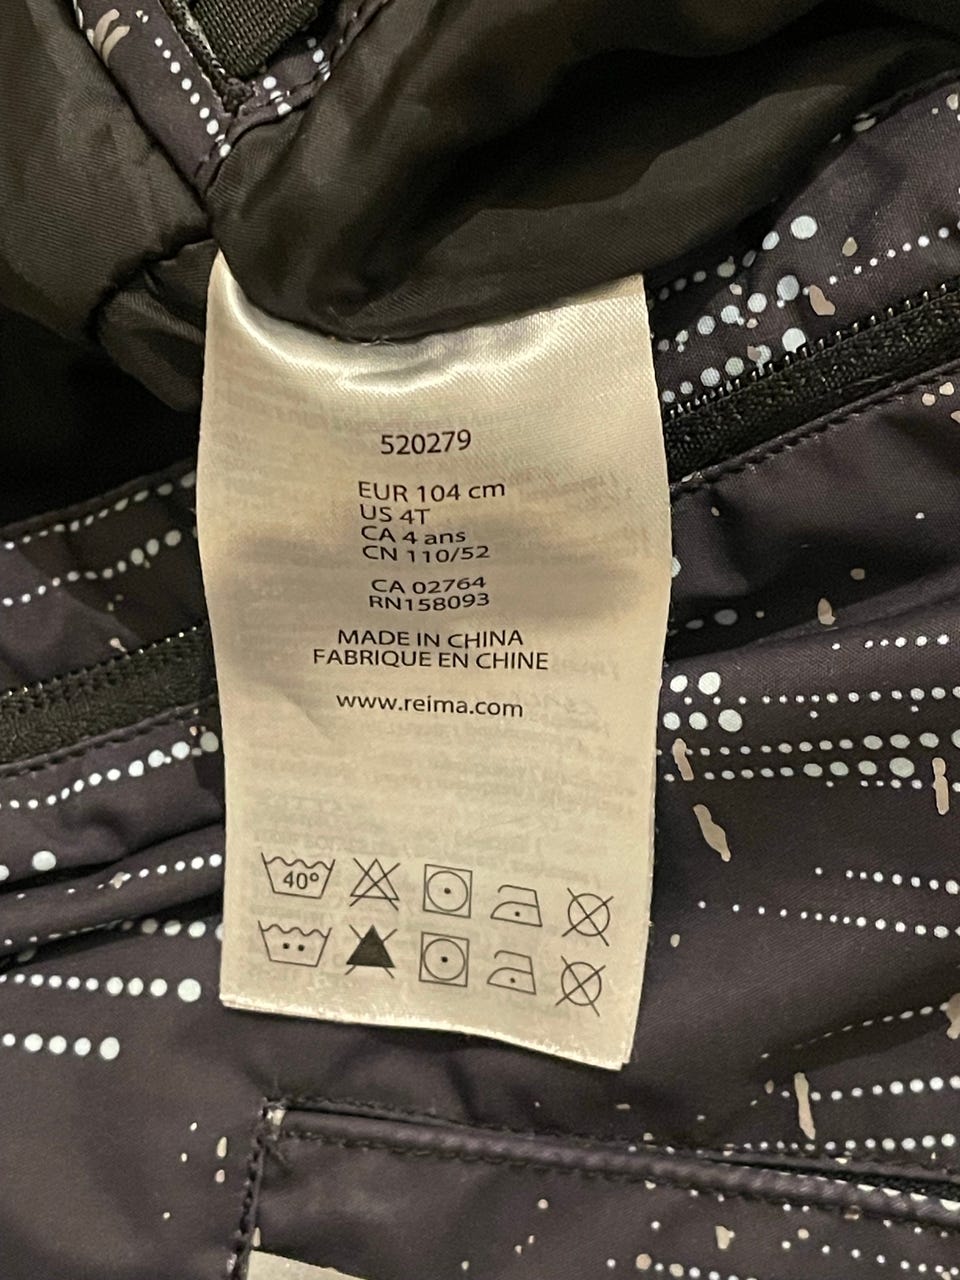 520279
EUR 104 cm
US 4T
CA 4 ans
CN 110/52
CA 02764
RN158093
MADE IN CHINA
FABRIQUE EN CHINE
www.reima.com
40°